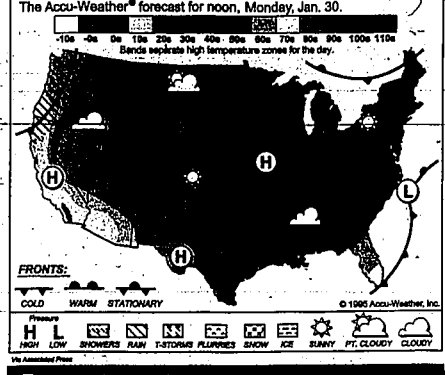 The Accu-Weather® forecast for noon, Monday, Jan. 30.
-10s -0s 0s 10s 20s 30s 40s 50s 60s 70s 80s 90s 100s 110s
Bands separate high temperature zones for the day.
H
H
L
H
FRONTS:
COLD WARM STATIONARY
© 1995 Accu-Weather, Inc.
Pressure
H L
HIGH LOW SHOWERS RAIN T-STORMS FLURRIES SNOW ICE SUNNY PT. CLOUDY CLOUDY
Via Associated Press